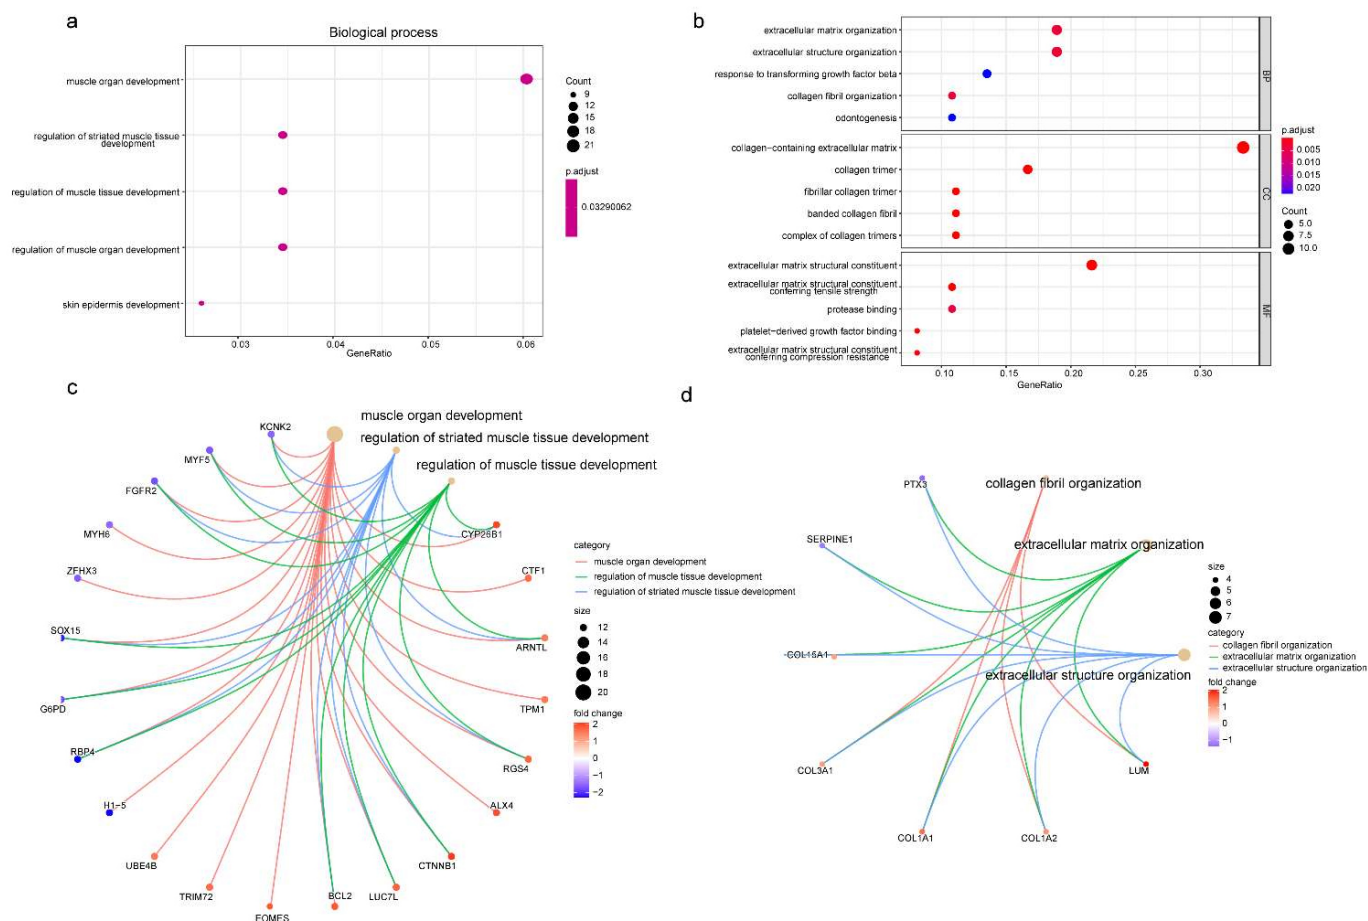 a
Biological process
muscle organ development
regulation of striated muscle tissue
development
regulation of muscle tissue development
regulation of muscle organ development
skin epidermis development
0.03
0.04
0.05
0.06
GeneRatio
Count
9
12
15
18
21
p.adjust
0.03290062
b
extracellular matrix organization
extracellular structure organization
response to transforming growth factor beta
collagen fibril organization
odontogenesis
BP
collagen−containing extracellular matrix
collagen trimer
fibrillar collagen trimer
banded collagen fibril
complex of collagen trimers
CC
extracellular matrix structural constituent
extracellular matrix structural constituent
conferring tensile strength
protease binding
platelet−derived growth factor binding
extracellular matrix structural constituent
conferring compression resistance
MF
0.10
0.15
0.20
0.25
0.30
GeneRatio
p.adjust
0.005
0.010
0.015
0.020
Count
5.0
7.5
10.0
c
muscle organ development
regulation of striated muscle tissue development
regulation of muscle tissue development
KCNK2
MYF5
FGFR2
MYH6
ZFHX3
SOX15
G6PD
RBP4
H1−5
UBE4B
TRIM72
EOMES
BCL2
LUC7L
CTNNB1
ALX4
RGS4
TPM1
ARNTL
CTF1
CYP26B1
category
muscle organ development
regulation of muscle tissue development
regulation of striated muscle tissue development
size
12
14
16
18
20
fold change
2
1
0
−1
−2
d
collagen fibril organization
extracellular matrix organization
extracellular structure organization
PTX3
SERPINE1
COL15A1
COL3A1
COL1A1
COL1A2
LUM
size
4
5
6
7
category
collagen fibril organization
extracellular matrix organization
extracellular structure organization
fold change
2
1
0
−1